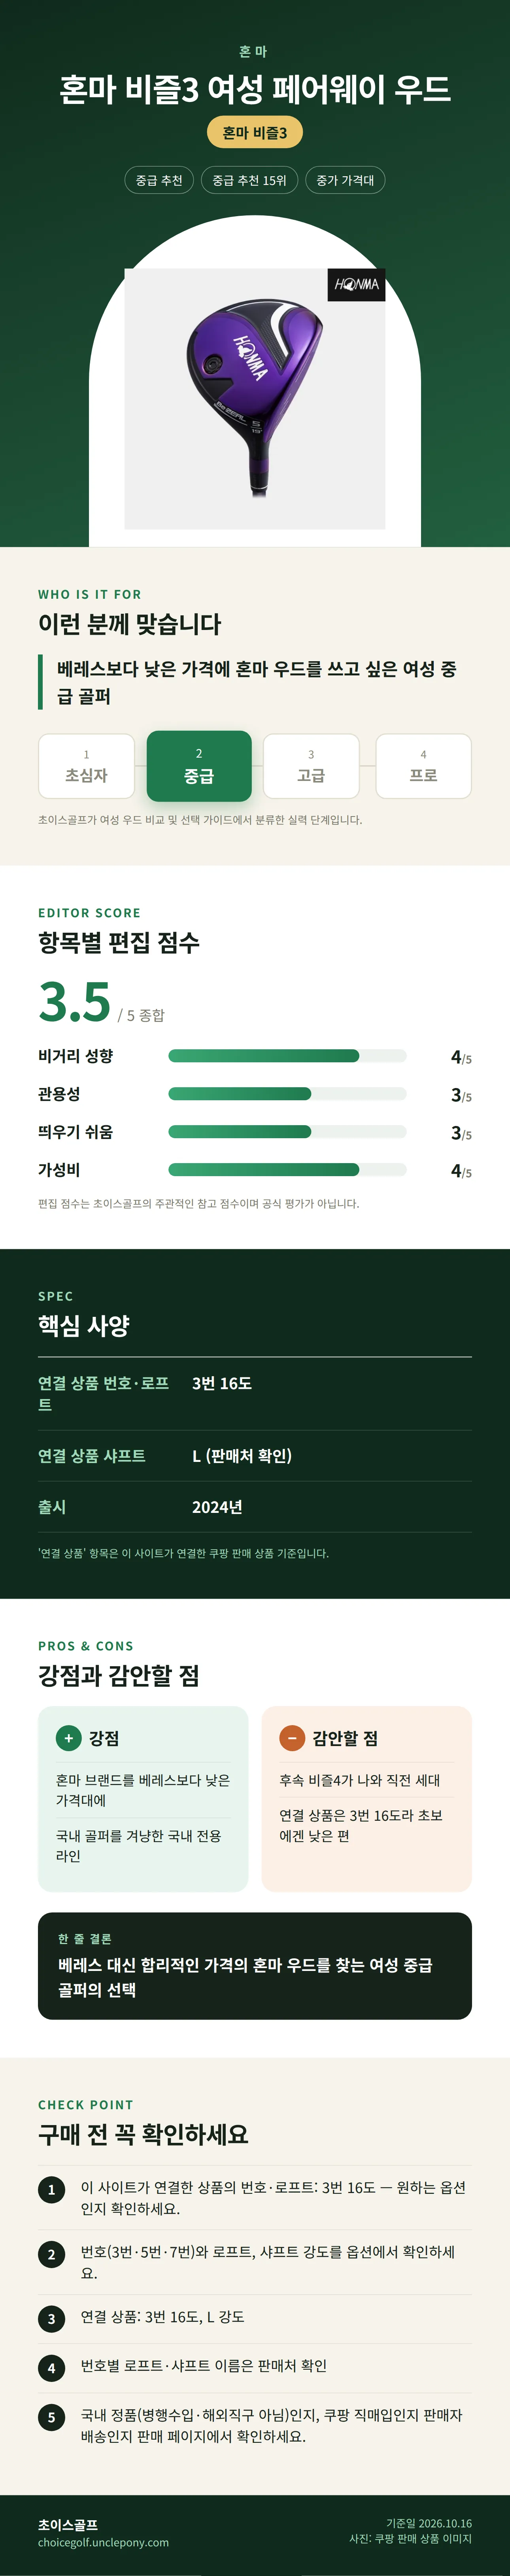 혼마
혼마 비즐3 여성 페어웨이 우드
혼마 비즐3
중급 추천
중급 추천 15위
중가 가격대
HONMA
HONMA
Be ZEAL
5
WHO IS IT FOR
이런 분께 맞습니다
베레스보다 낮은 가격에 혼마 우드를 쓰고 싶은 여성 중
급 골퍼
1
초심자
2
중급
3
고급
4
프로
초이스골프가 여성 우드 비교 및 선택 가이드에서 분류한 실력 단계입니다.
EDITOR SCORE
항목별 편집 점수
3.5 / 5 종합
비거리 성향 4/5
관용성 3/5
띄우기 쉬움 3/5
가성비 4/5
편집 점수는 초이스골프의 주관적인 참고 점수이며 공식 평가가 아닙니다.
SPEC
핵심 사양
연결 상품 번호·로프
트
3번 16도
연결 상품 샤프트 L (판매처 확인)
출시 2024년
'연결 상품' 항목은 이 사이트가 연결한 쿠팡 판매 상품 기준입니다.
PROS & CONS
강점과 감안할 점
+ 강점
혼마 브랜드를 베레스보다 낮은
가격대에
국내 골퍼를 겨냥한 국내 전용
라인
− 감안할 점
후속 비즐4가 나와 직전 세대
연결 상품은 3번 16도라 초보
에겐 낮은 편
한 줄 결론
베레스 대신 합리적인 가격의 혼마 우드를 찾는 여성 중급
골퍼의 선택
CHECK POINT
구매 전 꼭 확인하세요
1 이 사이트가 연결한 상품의 번호·로프트: 3번 16도 — 원하는 옵션
인지 확인하세요.
2 번호(3번·5번·7번)와 로프트, 샤프트 강도를 옵션에서 확인하세
요.
3 연결 상품: 3번 16도, L 강도
4 번호별 로프트·샤프트 이름은 판매처 확인
5 국내 정품(병행수입·해외직구 아님)인지, 쿠팡 직매입인지 판매자
배송인지 판매 페이지에서 확인하세요.
초이스골프
choicegolf.unclepony.com
기준일 2026.10.16
사진: 쿠팡 판매 상품 이미지